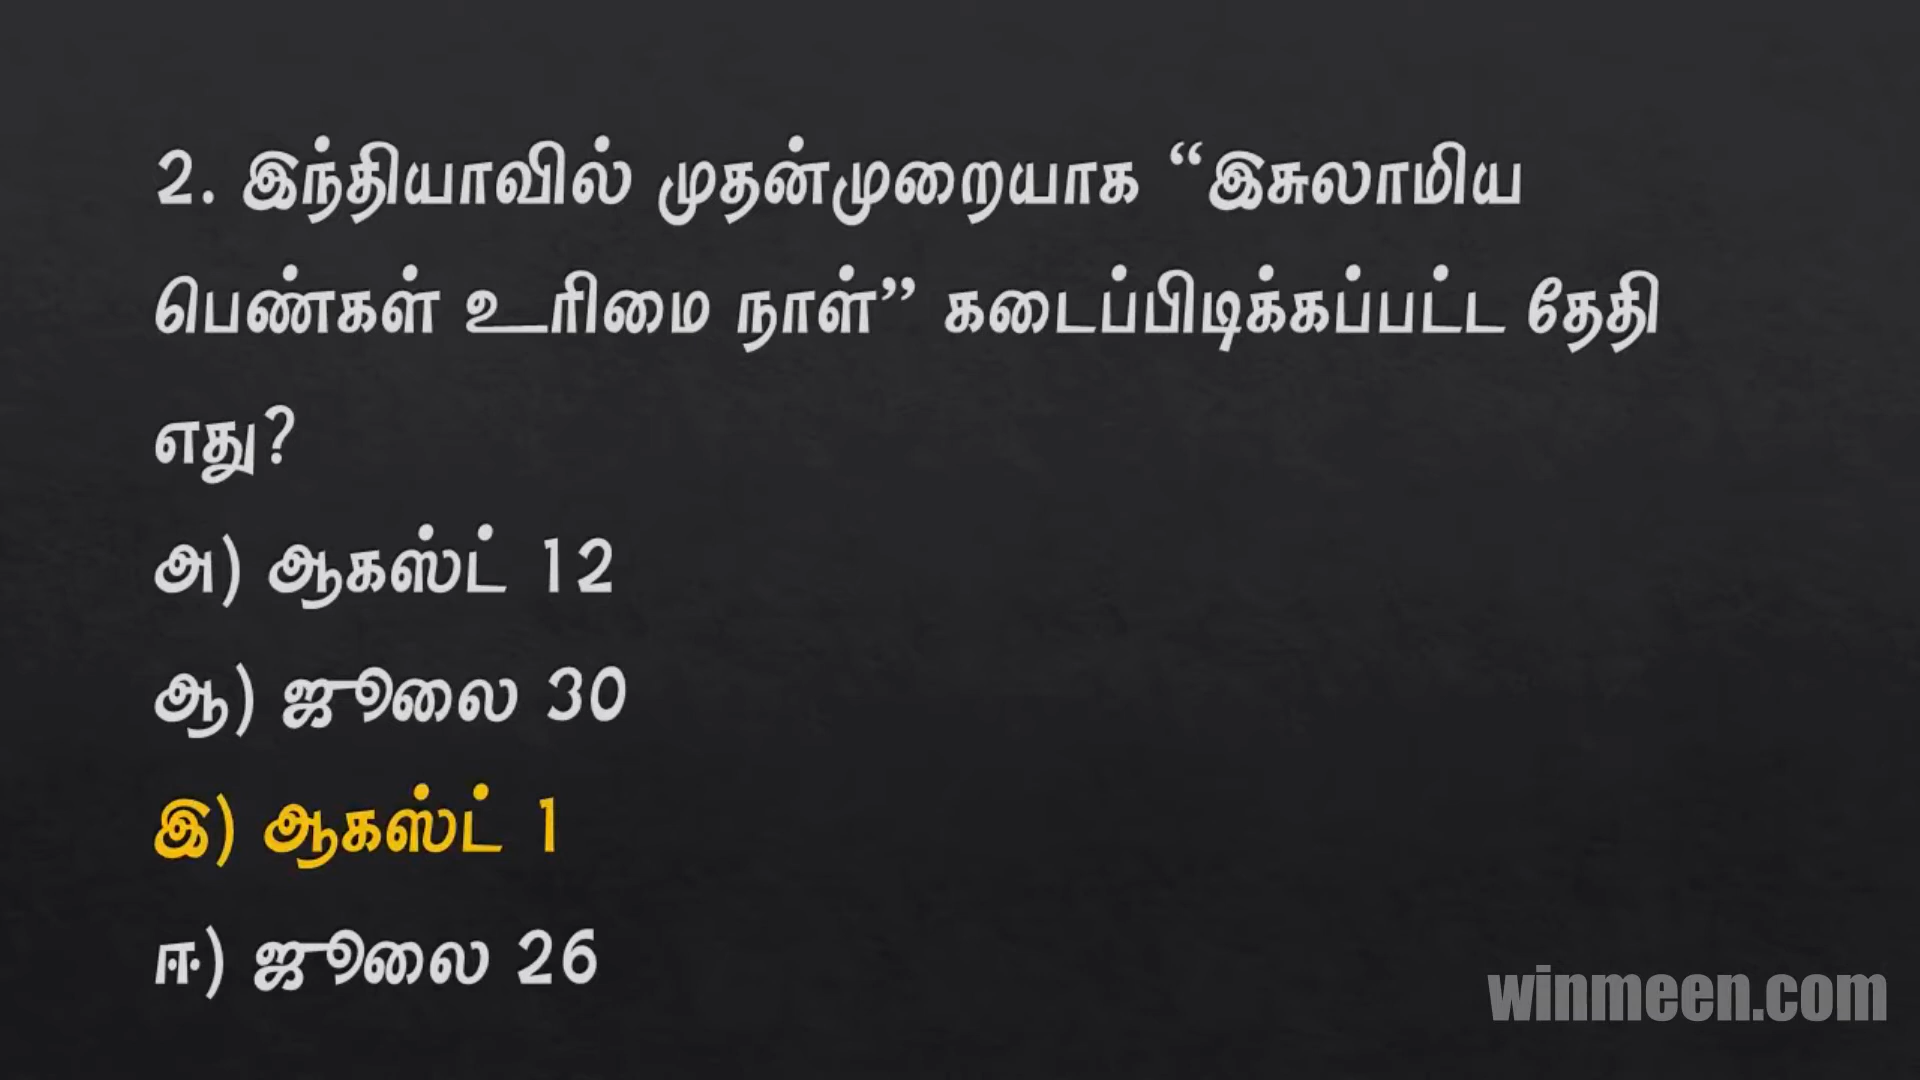 2. இந்தியாவில் முதன்முறையாக “இசுலாமிய
பெண்கள் உரிமை நாள்” கடைப்பிடிக்கப்பட்ட தேதி
எது?
அ) ஆகஸ்ட் 12
ஆ) ஜூலை 30
இ) ஆகஸ்ட் 1
ஈ) ஜூலை 26
winmeen.com